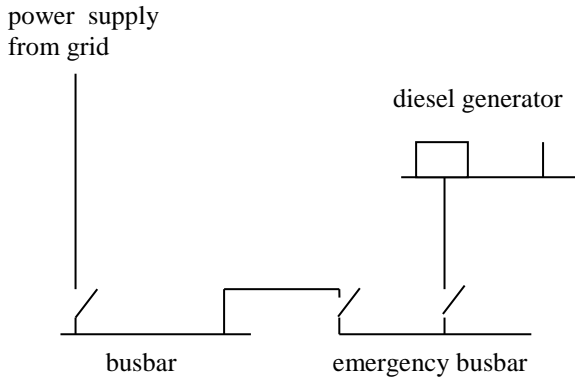 power supply
from grid
diesel generator
busbar
emergency busbar